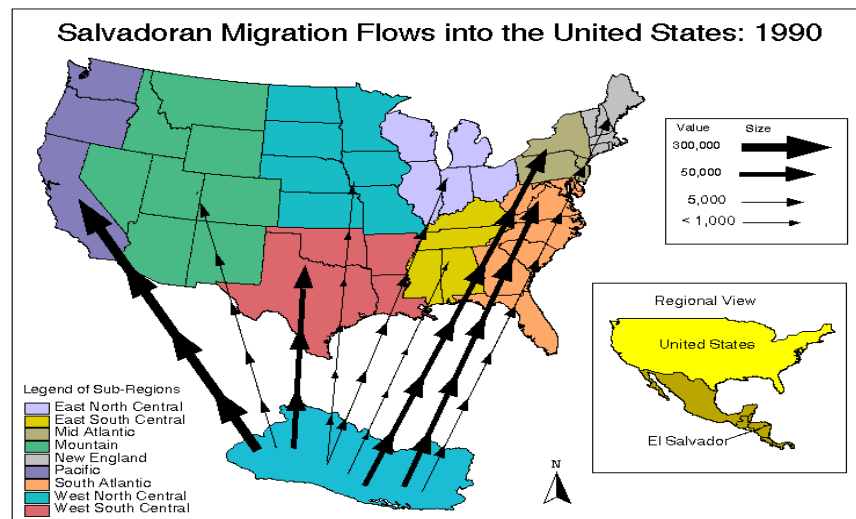 Salvadoran Migration Flows into the United States: 1990
Value Size
300,000
50,000
5,000
< 1,000
Regional View
United States
El Salvador
Legend of Sub-Regions
East North Central
East South Central
Mid Atlantic
Mountain
New England
Pacific
South Atlantic
West North Central
West South Central
N